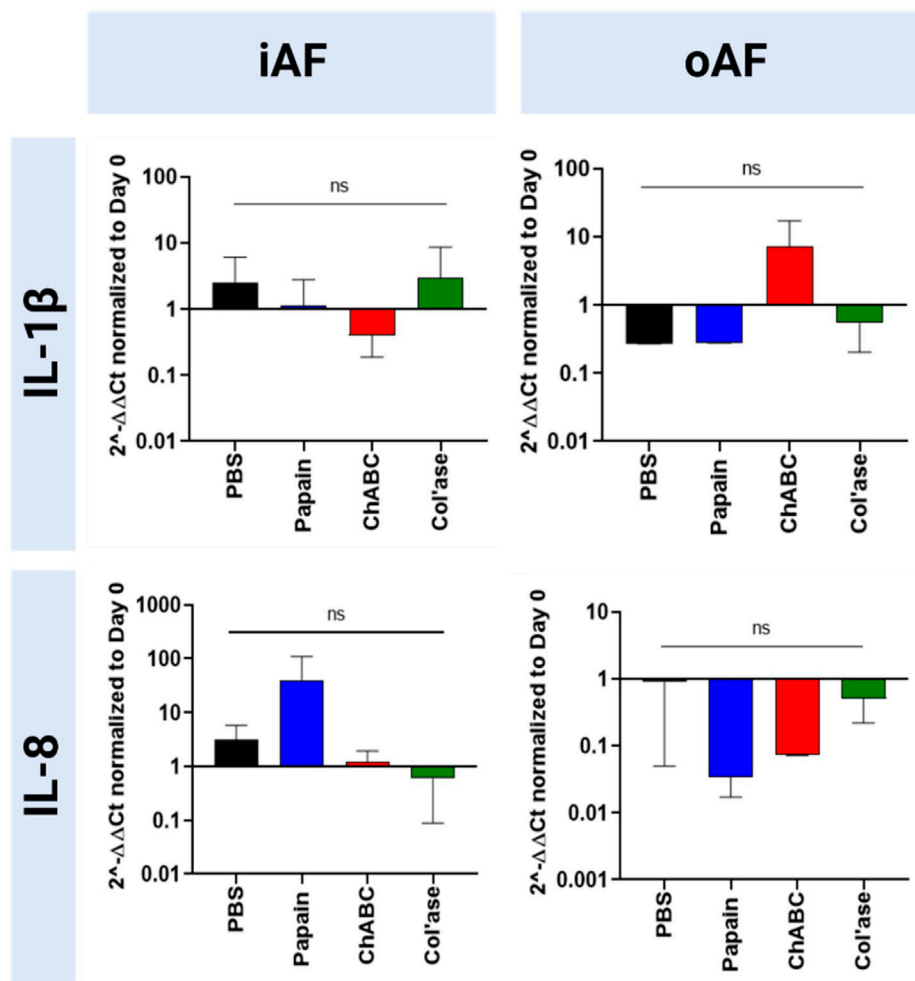 iAF
oAF
IL-1β
2^-ΔΔCt normalized to Day 0
100
10
1
0.1
0.01
ns
PBS
Papain
ChABC
Col'ase
2^ΔΔCt normalized to Day 0
100
10
1
0.1
0.01
ns
PBS
Papain
ChABC
Col'ase
IL-8
2^-ΔΔCt normalized to Day 0
1000
100
10
1
0.1
0.01
ns
PBS
Papain
ChABC
Col'ase
2^-ΔΔCt normalized to Day 0
10
1
0.1
0.01
0.001
ns
PBS
Papain
ChABC
Col'ase